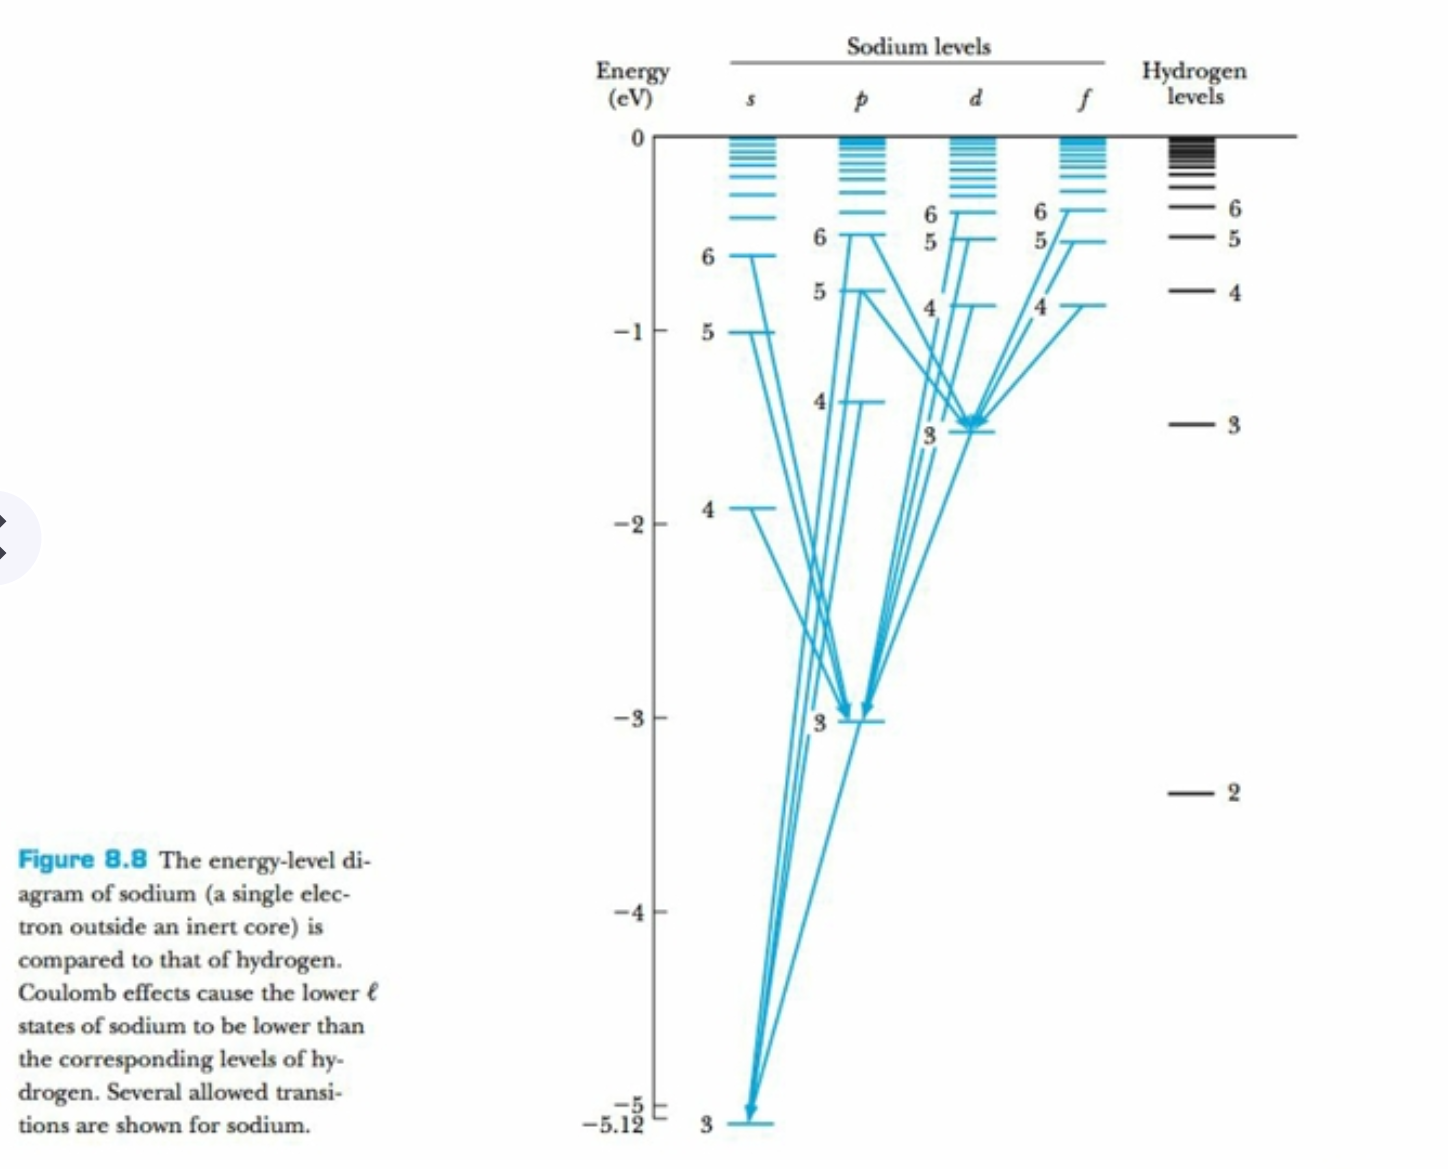 Sodium levels
Energy
(eV)
s p d f
Hydrogen
levels
0
6 6 6
6 5 5 5
6
5 4 4 4
−1 5
4
3 3
4
−2
−3 3
2
−4
−5
−5.12 3
Figure 8.8 The energy-level di-
agram of sodium (a single elec-
tron outside an inert core) is
compared to that of hydrogen.
Coulomb effects cause the lower ℓ
states of sodium to be lower than
the corresponding levels of hy-
drogen. Several allowed transi-
tions are shown for sodium.